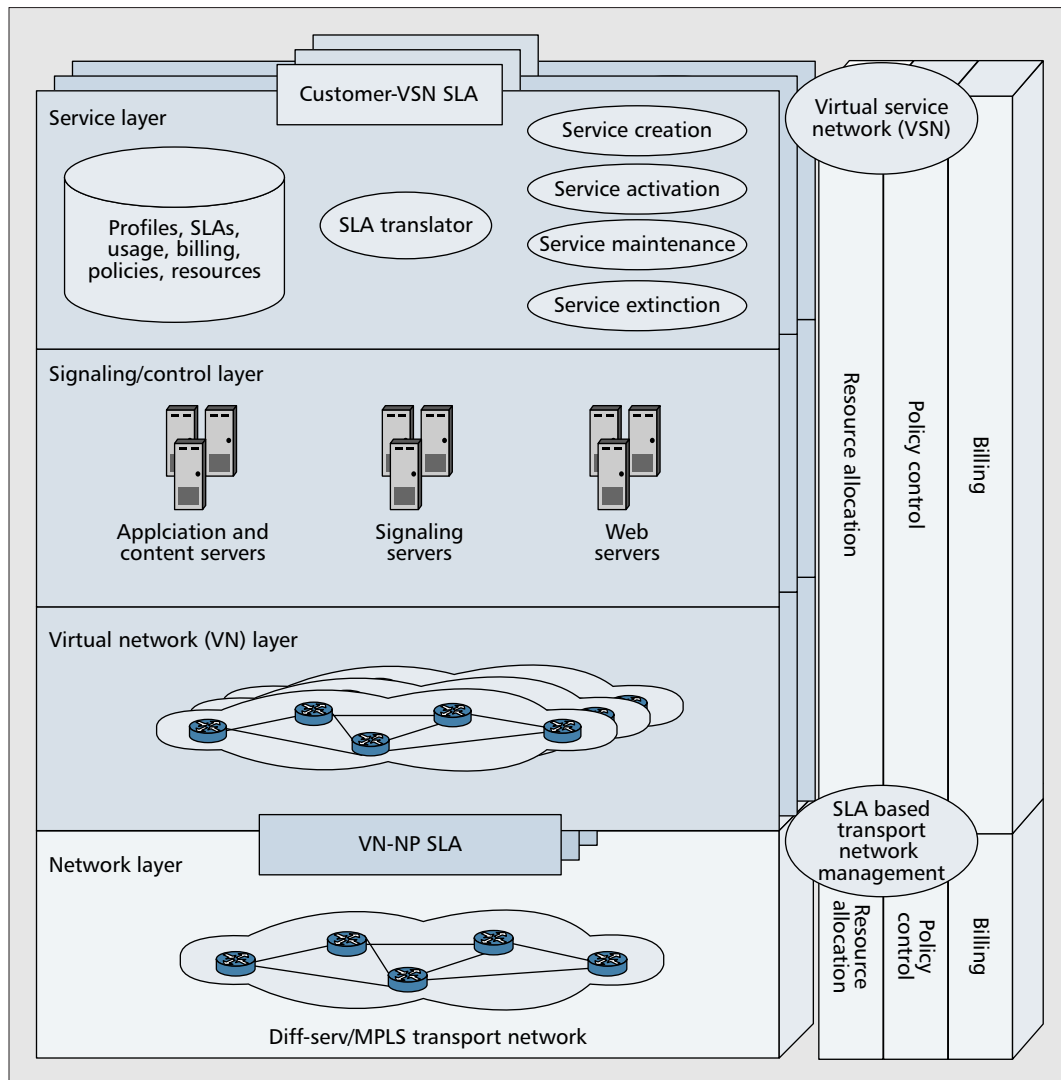 Customer-VSN SLA
Service layer
Profiles, SLAs,
usage, billing,
policies, resources
SLA translator
Service creation
Service activation
Service maintenance
Service extinction
Virtual service
network (VSN)
Signaling/control layer
Applciation and
content servers
Signaling
servers
Web
servers
Resource allocation
Policy control
Billing
Virtual network (VN) layer
VN-NP SLA
SLA based
transport
network
management
Network layer
Diff-serv/MPLS transport network
Resource
allocation
Policy
control
Billing